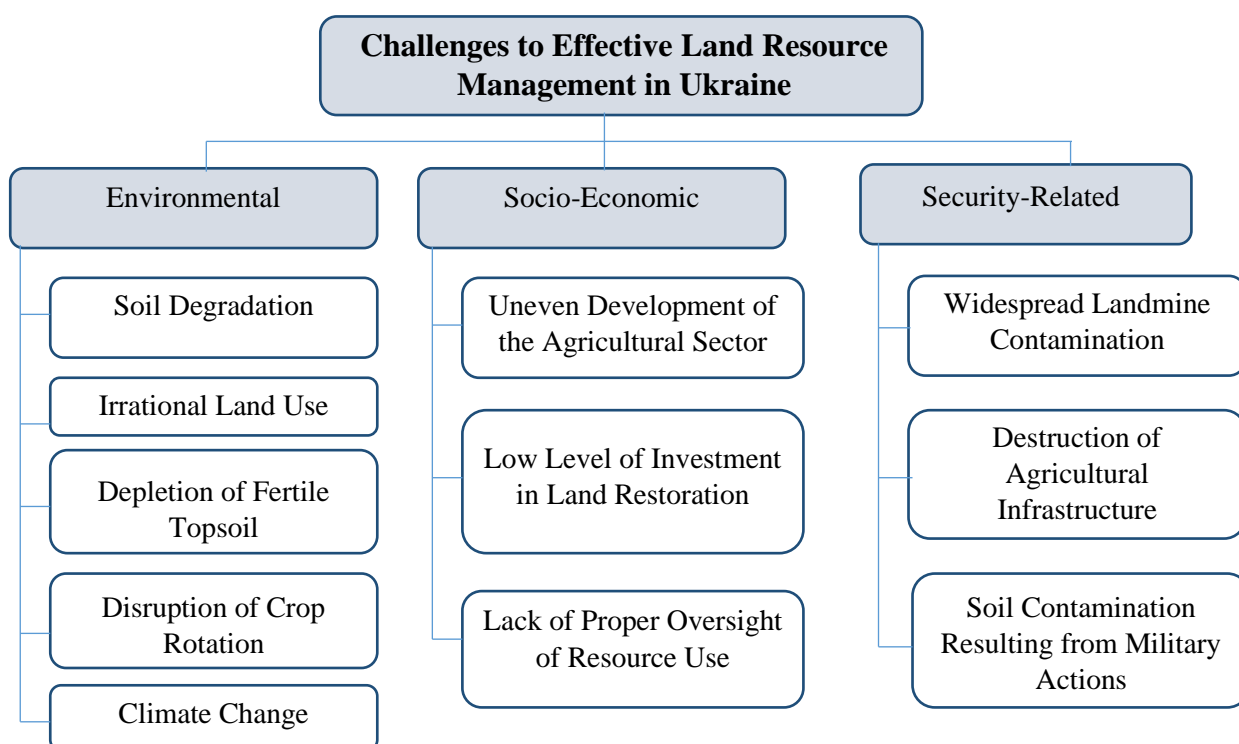 Challenges to Effective Land Resource
Management in Ukraine
Environmental
Soil Degradation
Irrational Land Use
Depletion of Fertile
Topsoil
Disruption of Crop
Rotation
Climate Change
Socio-Economic
Uneven Development of
the Agricultural Sector
Low Level of Investment
in Land Restoration
Lack of Proper Oversight
of Resource Use
Security-Related
Widespread Landmine
Contamination
Destruction of
Agricultural
Infrastructure
Soil Contamination
Resulting from Military
Actions